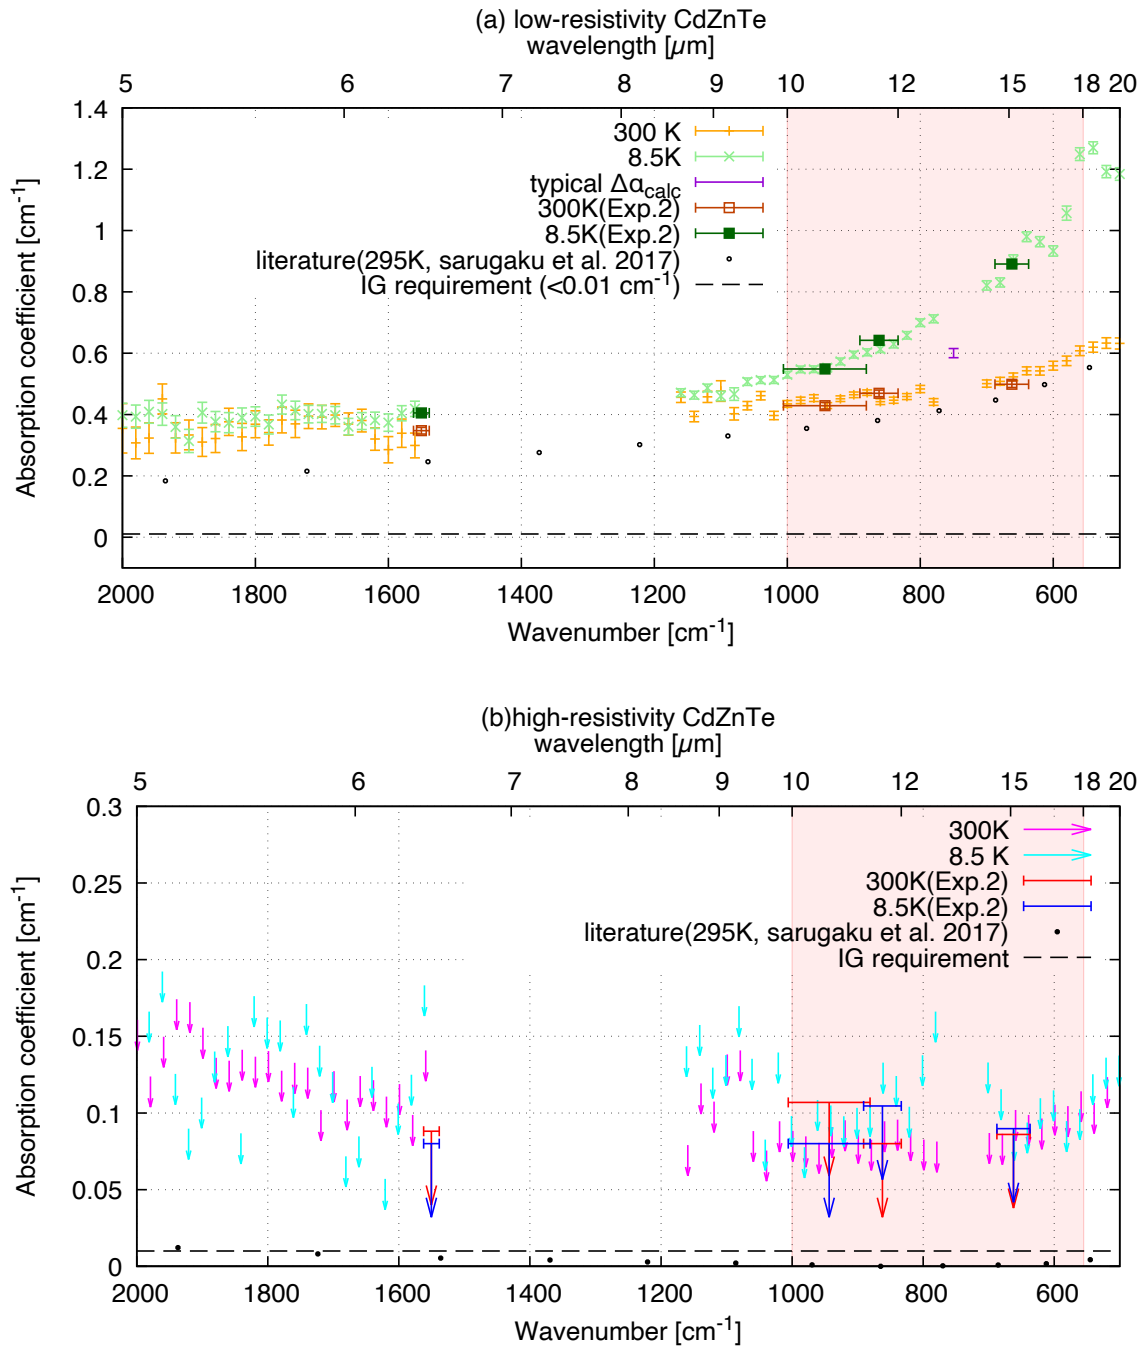 (a) low-resistivity CdZnTe
wavelength [μm]
5 6 7 8 9 10 12 15 18 20
1.4
1.2
1
0.8
0.6
0.4
0.2
0
Absorption coefficient [cm⁻¹]
300 K
8.5K
typical Δα_calc
300K(Exp.2)
8.5K(Exp.2)
literature(295K, sarugaku et al. 2017)
IG requirement (<0.01 cm⁻¹)
2000 1800 1600 1400 1200 1000 800 600
Wavenumber [cm⁻¹]
(b)high-resistivity CdZnTe
wavelength [μm]
5 6 7 8 9 10 12 15 18 20
0.3
0.25
0.2
0.15
0.1
0.05
0
Absorption coefficient [cm⁻¹]
300K
8.5 K
300K(Exp.2)
8.5K(Exp.2)
literature(295K, sarugaku et al. 2017)
IG requirement
2000 1800 1600 1400 1200 1000 800 600
Wavenumber [cm⁻¹]